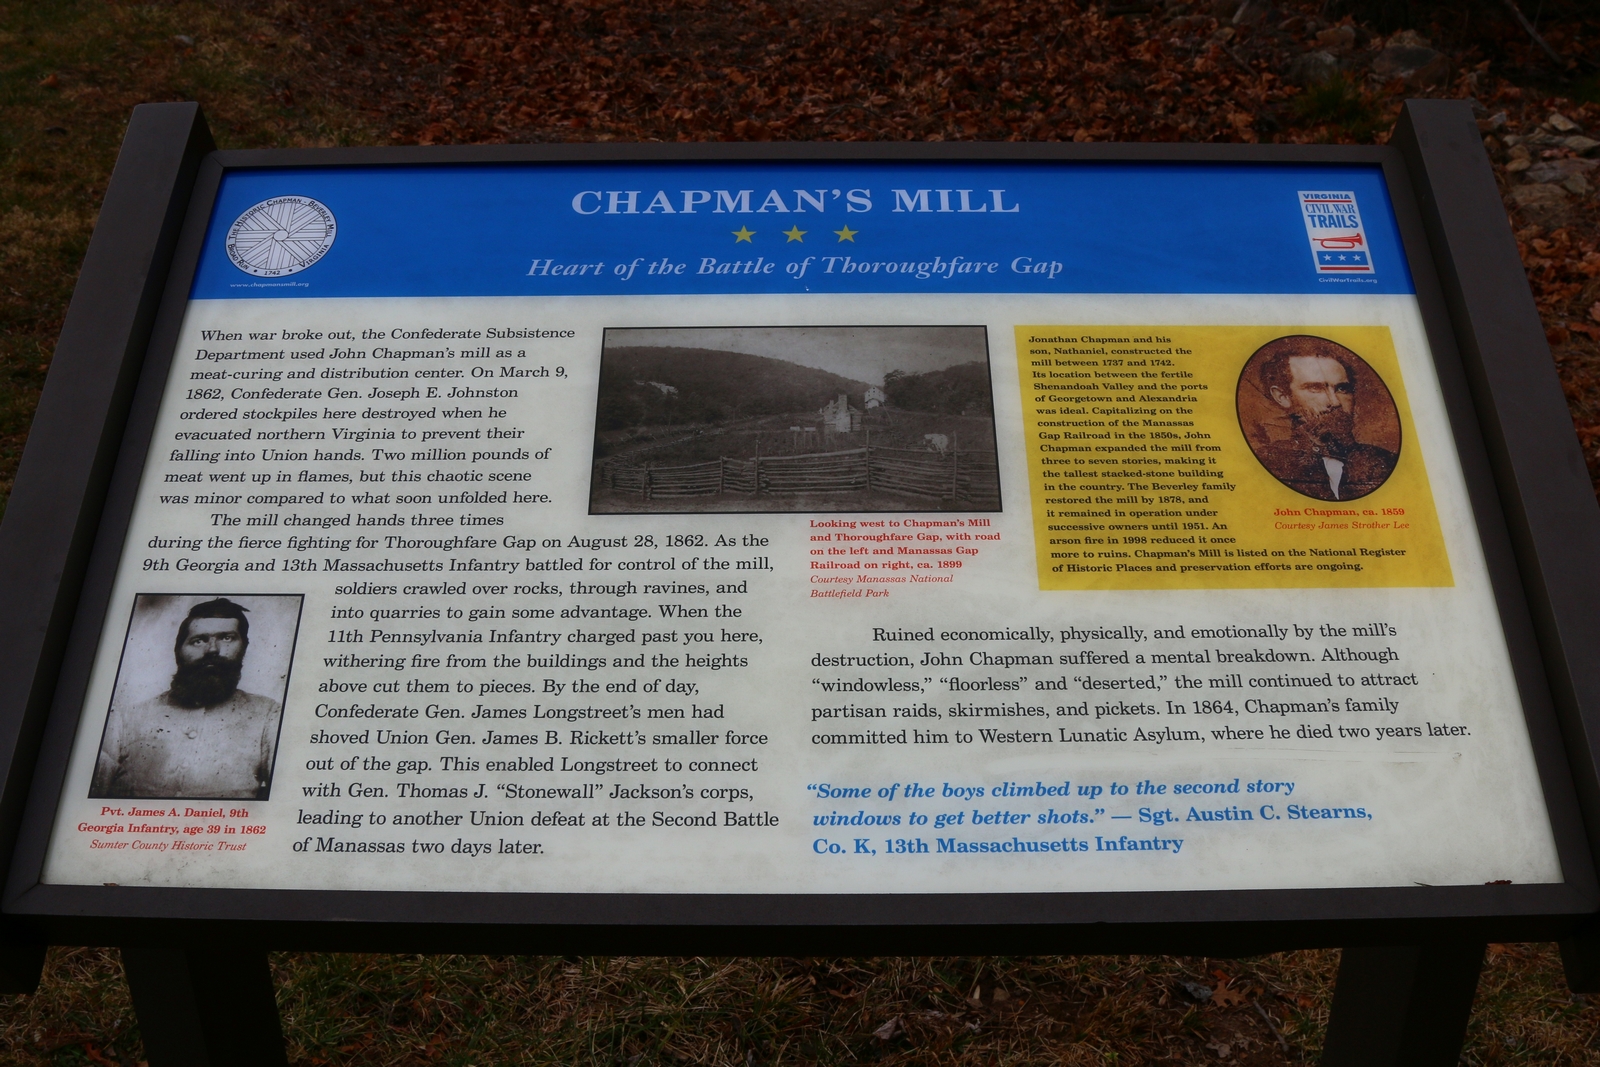 THE HISTORIC CHAPMAN - BEVERLEY MILL
BROAD RUN • 1742 • VIRGINIA
www.chapmansmill.org
CHAPMAN'S MILL
Heart of the Battle of Thoroughfare Gap
VIRGINIA
CIVIL WAR
TRAILS
CivilWarTrails.org
When war broke out, the Confederate Subsistence
Department used John Chapman's mill as a
meat-curing and distribution center. On March 9,
1862, Confederate Gen. Joseph E. Johnston
ordered stockpiles here destroyed when he
evacuated northern Virginia to prevent their
falling into Union hands. Two million pounds of
meat went up in flames, but this chaotic scene
was minor compared to what soon unfolded here.
The mill changed hands three times
during the fierce fighting for Thoroughfare Gap on August 28, 1862. As the
9th Georgia and 13th Massachusetts Infantry battled for control of the mill,
soldiers crawled over rocks, through ravines, and
into quarries to gain some advantage. When the
11th Pennsylvania Infantry charged past you here,
withering fire from the buildings and the heights
above cut them to pieces. By the end of day,
Confederate Gen. James Longstreet's men had
shoved Union Gen. James B. Rickett's smaller force
out of the gap. This enabled Longstreet to connect
with Gen. Thomas J. "Stonewall" Jackson's corps,
leading to another Union defeat at the Second Battle
of Manassas two days later.
Pvt. James A. Daniel, 9th
Georgia Infantry, age 39 in 1862
Sumter County Historic Trust
Looking west to Chapman's Mill
and Thoroughfare Gap, with road
on the left and Manassas Gap
Railroad on right, ca. 1899
Courtesy Manassas National
Battlefield Park
Jonathan Chapman and his
son, Nathaniel, constructed the
mill between 1737 and 1742.
Its location between the fertile
Shenandoah Valley and the ports
of Georgetown and Alexandria
was ideal. Capitalizing on the
construction of the Manassas
Gap Railroad in the 1850s, John
Chapman expanded the mill from
three to seven stories, making it
the tallest stacked-stone building
in the country. The Beverley family
restored the mill by 1878, and
it remained in operation under
successive owners until 1951. An
arson fire in 1998 reduced it once
more to ruins. Chapman's Mill is listed on the National Register
of Historic Places and preservation efforts are ongoing.
John Chapman, ca. 1859
Courtesy James Strother Lee
Ruined economically, physically, and emotionally by the mill's
destruction, John Chapman suffered a mental breakdown. Although
"windowless," "floorless" and "deserted," the mill continued to attract
partisan raids, skirmishes, and pickets. In 1864, Chapman's family
committed him to Western Lunatic Asylum, where he died two years later.
"Some of the boys climbed up to the second story
windows to get better shots." — Sgt. Austin C. Stearns,
Co. K, 13th Massachusetts Infantry